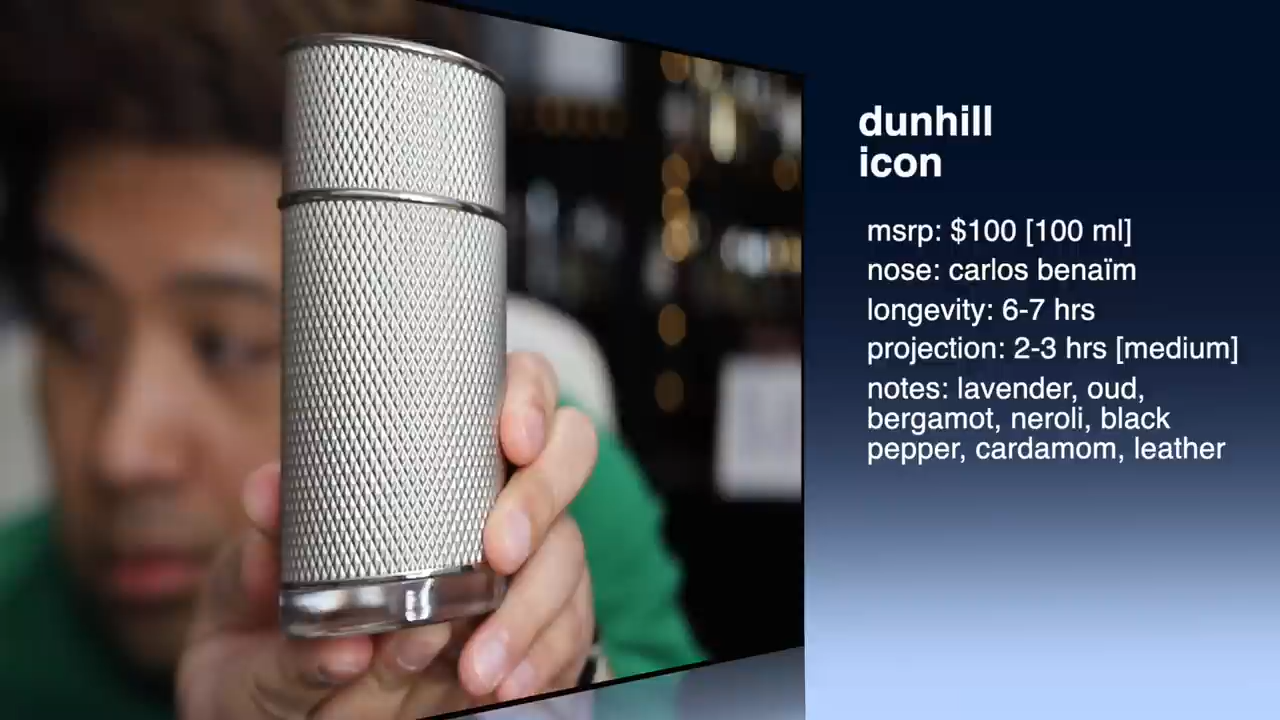 dunhill
icon
msrp: $100 [100 ml]
nose: carlos benaïm
longevity: 6-7 hrs
projection: 2-3 hrs [medium]
notes: lavender, oud,
bergamot, neroli, black
pepper, cardamom, leather